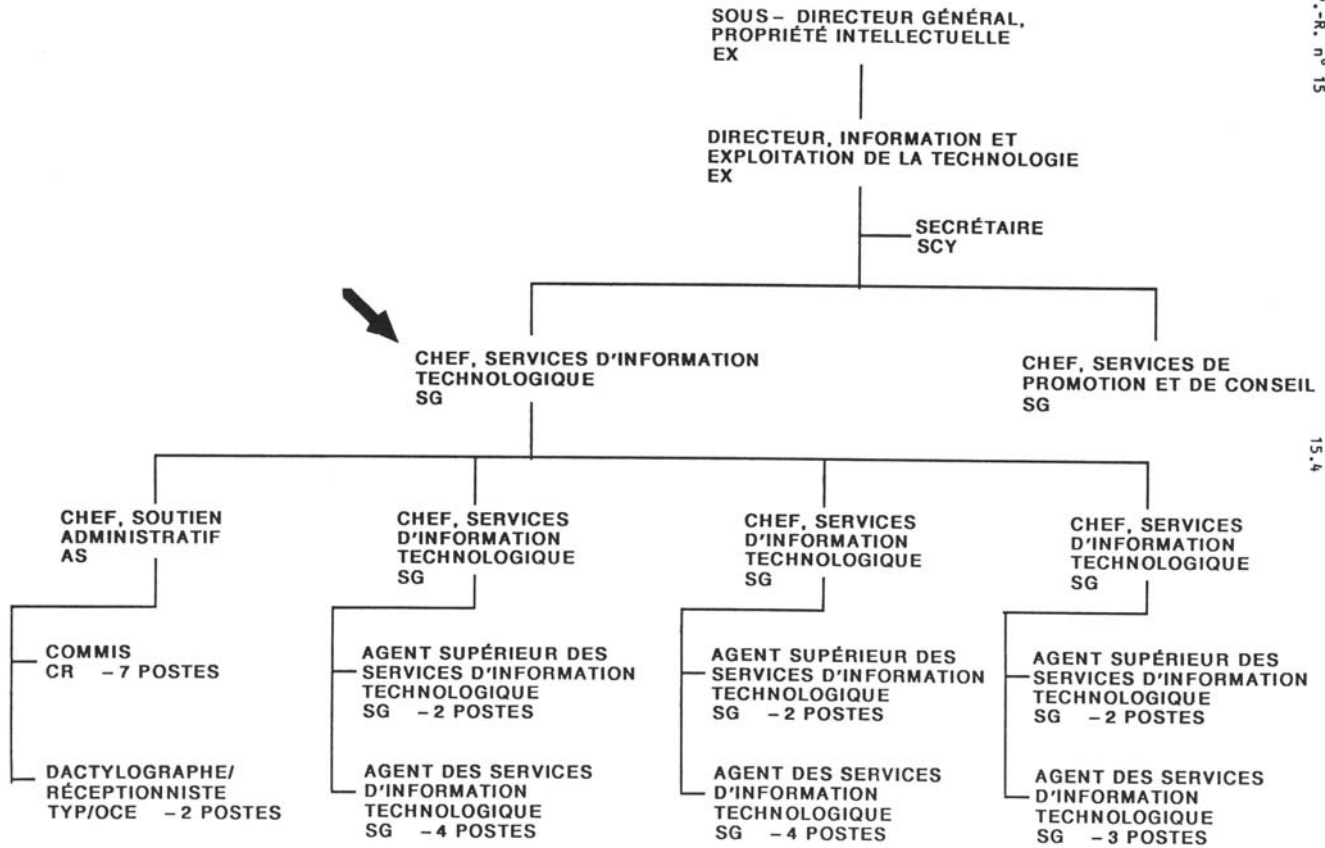 SOUS – DIRECTEUR GÉNÉRAL,
PROPRIÉTÉ INTELLECTUELLE
EX
.-R. nº 15
DIRECTEUR, INFORMATION ET
EXPLOITATION DE LA TECHNOLOGIE
EX
SECRÉTAIRE
SCY
CHEF, SERVICES D'INFORMATION
TECHNOLOGIQUE
SG
CHEF, SERVICES DE
PROMOTION ET DE CONSEIL
SG
15.4
CHEF, SOUTIEN
ADMINISTRATIF
AS
COMMIS
CR – 7 POSTES
DACTYLOGRAPHE/
RÉCEPTIONNISTE
TYP/OCE – 2 POSTES
CHEF, SERVICES
D'INFORMATION
TECHNOLOGIQUE
SG
AGENT SUPÉRIEUR DES
SERVICES D'INFORMATION
TECHNOLOGIQUE
SG – 2 POSTES
AGENT DES SERVICES
D'INFORMATION
TECHNOLOGIQUE
SG – 4 POSTES
CHEF, SERVICES
D'INFORMATION
TECHNOLOGIQUE
SG
AGENT SUPÉRIEUR DES
SERVICES D'INFORMATION
TECHNOLOGIQUE
SG – 2 POSTES
AGENT DES SERVICES
D'INFORMATION
TECHNOLOGIQUE
SG – 4 POSTES
CHEF, SERVICES
D'INFORMATION
TECHNOLOGIQUE
SG
AGENT SUPÉRIEUR DES
SERVICES D'INFORMATION
TECHNOLOGIQUE
SG – 2 POSTES
AGENT DES SERVICES
D'INFORMATION
TECHNOLOGIQUE
SG – 3 POSTES